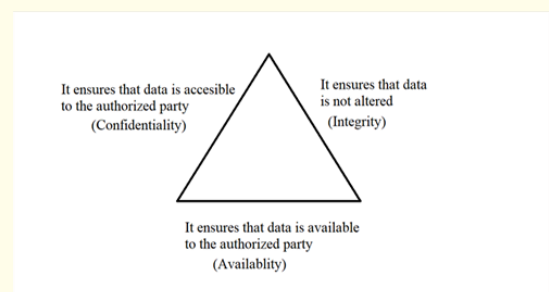 It ensures that data is accesible
to the authorized party
(Confidentiality)
It ensures that data
is not altered
(Integrity)
It ensures that data is available
to the authorized party
(Availablity)